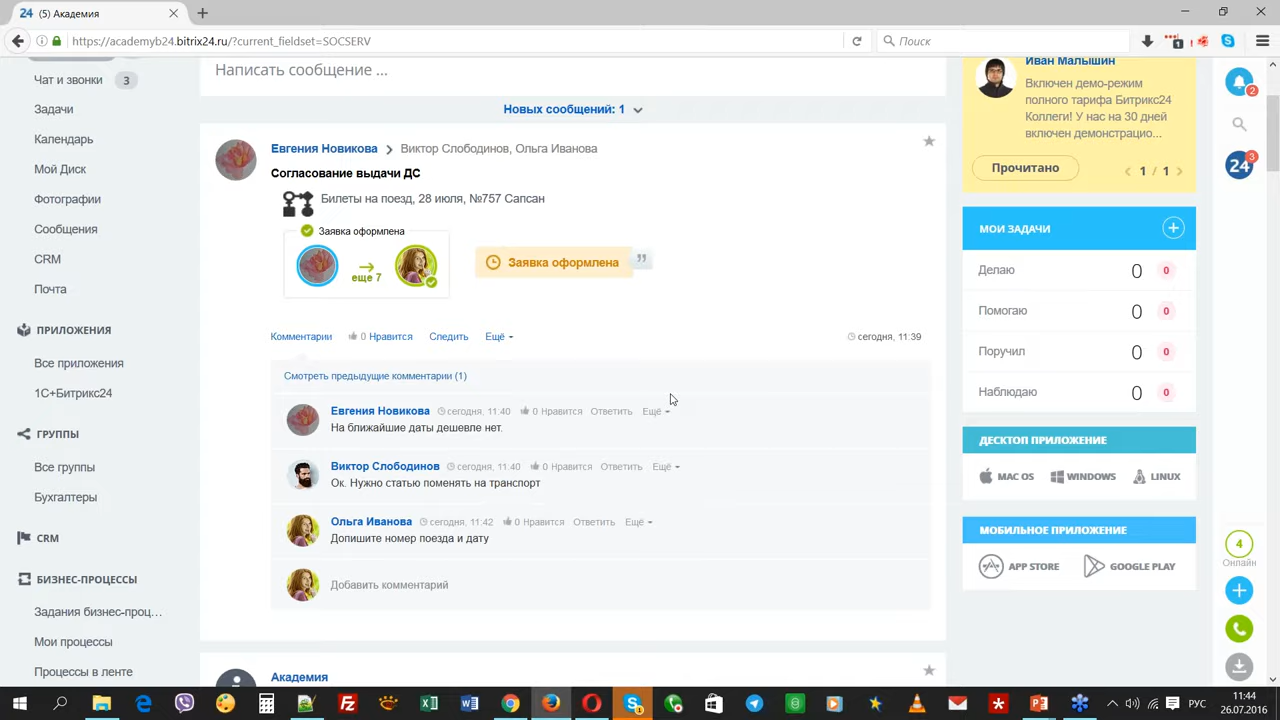 24 (5) Академия
https://academyb24.bitrix24.ru/?current_fieldset=SOCSERV
Поиск
1
Чат и звонки 3
Задачи
Календарь
Мой Диск
Фотографии
Сообщения
CRM
Почта
ПРИЛОЖЕНИЯ
Все приложения
1С+Битрикс24
ГРУППЫ
Все группы
Бухгалтеры
CRM
БИЗНЕС-ПРОЦЕССЫ
Задания бизнес-проц…
Мои процессы
Процессы в ленте
Написать сообщение ...
Новых сообщений: 1
Евгения Новикова Виктор Слободинов, Ольга Иванова
Согласование выдачи ДС
Билеты на поезд, 28 июля, №757 Сапсан
Заявка оформлена
еще 7
Заявка оформлена
Комментарии 0 Нравится Следить Ещё сегодня, 11:39
Смотреть предыдущие комментарии (1)
Евгения Новикова сегодня, 11:40 0 Нравится Ответить Ещё
На ближайшие даты дешевле нет.
Виктор Слободинов сегодня, 11:40 0 Нравится Ответить Ещё
Ок. Нужно статью поменять на транспорт
Ольга Иванова сегодня, 11:42 0 Нравится Ответить Ещё
Допишите номер поезда и дату
Добавить комментарий
Академия
Иван Малышин
Включен демо-режим
полного тарифа Битрикс24
Коллеги! У нас на 30 дней
включен демонстрацио...
Прочитано 1 / 1
МОИ ЗАДАЧИ
Делаю 0 0
Помогаю 0 0
Поручил 0 0
Наблюдаю 0 0
ДЕСКТОП ПРИЛОЖЕНИЕ
MAC OS WINDOWS LINUX
МОБИЛЬНОЕ ПРИЛОЖЕНИЕ
APP STORE GOOGLE PLAY
2
24 3
4
Онлайн
РУС
11:44
26.07.2016